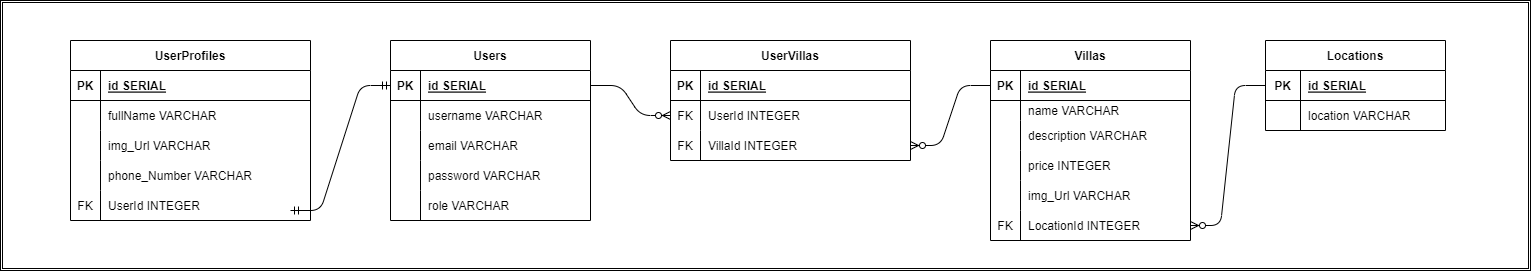 UserProfiles
PK id SERIAL
fullName VARCHAR
img_Url VARCHAR
phone_Number VARCHAR
FK UserId INTEGER
Users
PK id SERIAL
username VARCHAR
email VARCHAR
password VARCHAR
role VARCHAR
UserVillas
PK id SERIAL
FK UserId INTEGER
FK VillaId INTEGER
Villas
PK id SERIAL
name VARCHAR
description VARCHAR
price INTEGER
img_Url VARCHAR
FK LocationId INTEGER
Locations
PK id SERIAL
location VARCHAR